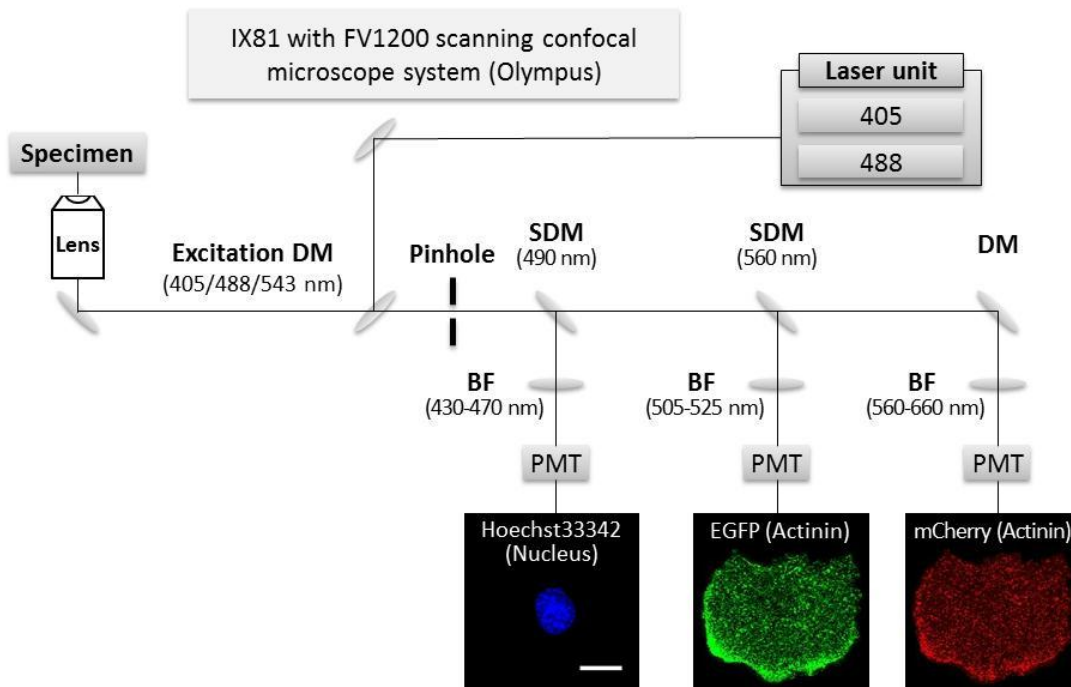 IX81 with FV1200 scanning confocal
microscope system (Olympus)
Laser unit
405
488
Specimen
Lens
Excitation DM
(405/488/543 nm)
Pinhole
SDM
(490 nm)
SDM
(560 nm)
DM
BF
(430-470 nm)
BF
(505-525 nm)
BF
(560-660 nm)
PMT
PMT
PMT
Hoechst33342
(Nucleus)
EGFP (Actinin)
mCherry (Actinin)